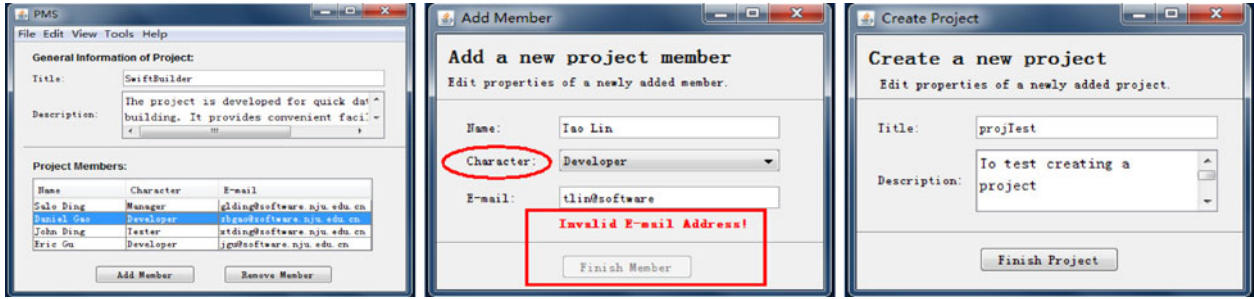 PMS
File Edit View Tools Help
General Information of Project:
Title: SwiftBuilder
Description: The project is developed for quick dat
building. It provides convenient facil
Project Members:
Name Character E-mail
Salo Ding Manager glding@software.nju.edu.cn
Daniel Gao Developer zbgao@software.nju.edu.cn
John Ding Tester xtding@software.nju.edu.cn
Eric Gu Developer jgu@software.nju.edu.cn
Add Member Remove Member
Add Member
Add a new project member
Edit properties of a newly added member.
Name: Tao Lin
Character: Developer
E-mail: tlin@software
Invalid E-mail Address!
Finish Member
Create Project
Create a new project
Edit properties of a newly added project.
Title: projTest
Description: To test creating a
project
Finish Project